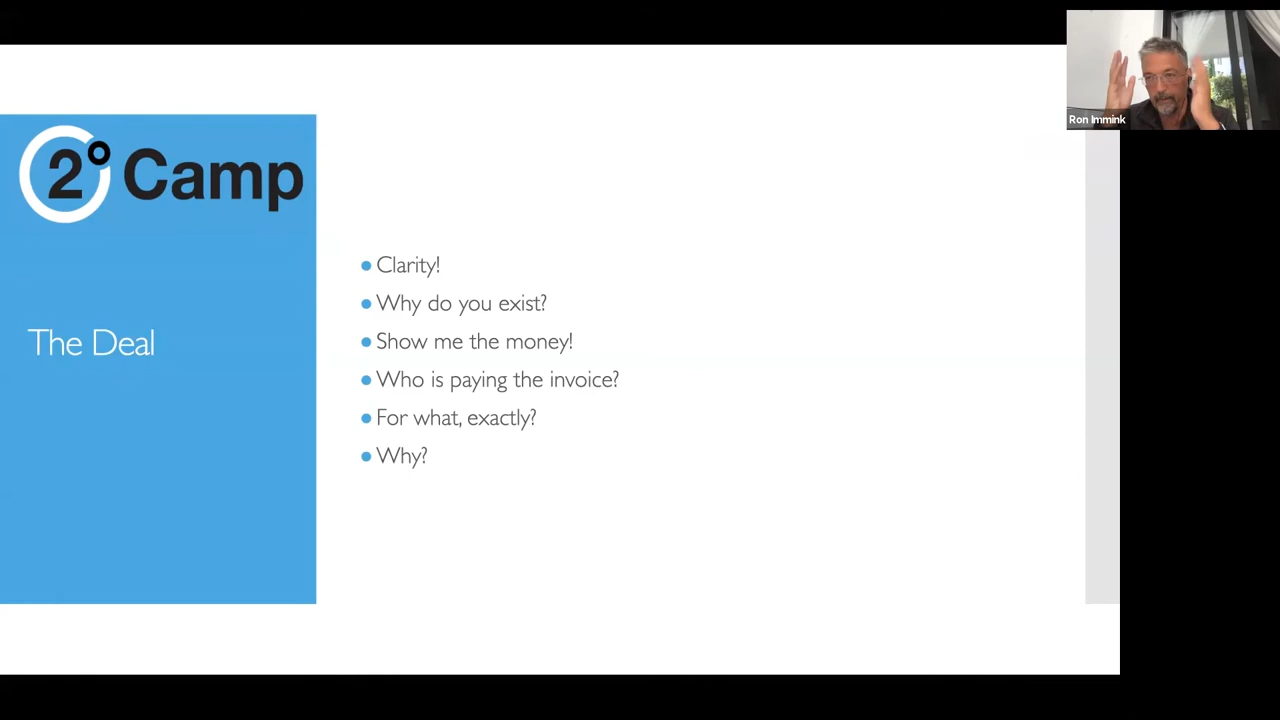 2° Camp
The Deal
Clarity!
Why do you exist?
Show me the money!
Who is paying the invoice?
For what, exactly?
Why?
Ron Immink